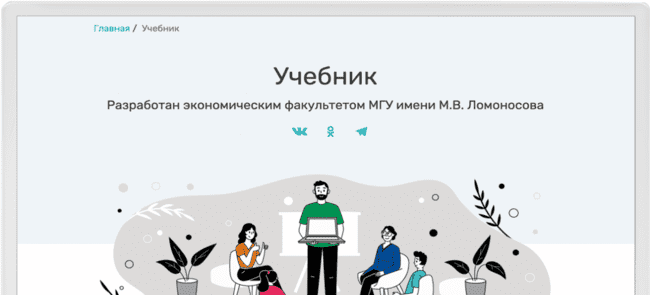 Главная / Учебник
Учебник
Разработан экономическим факультетом МГУ имени М.В. Ломоносова